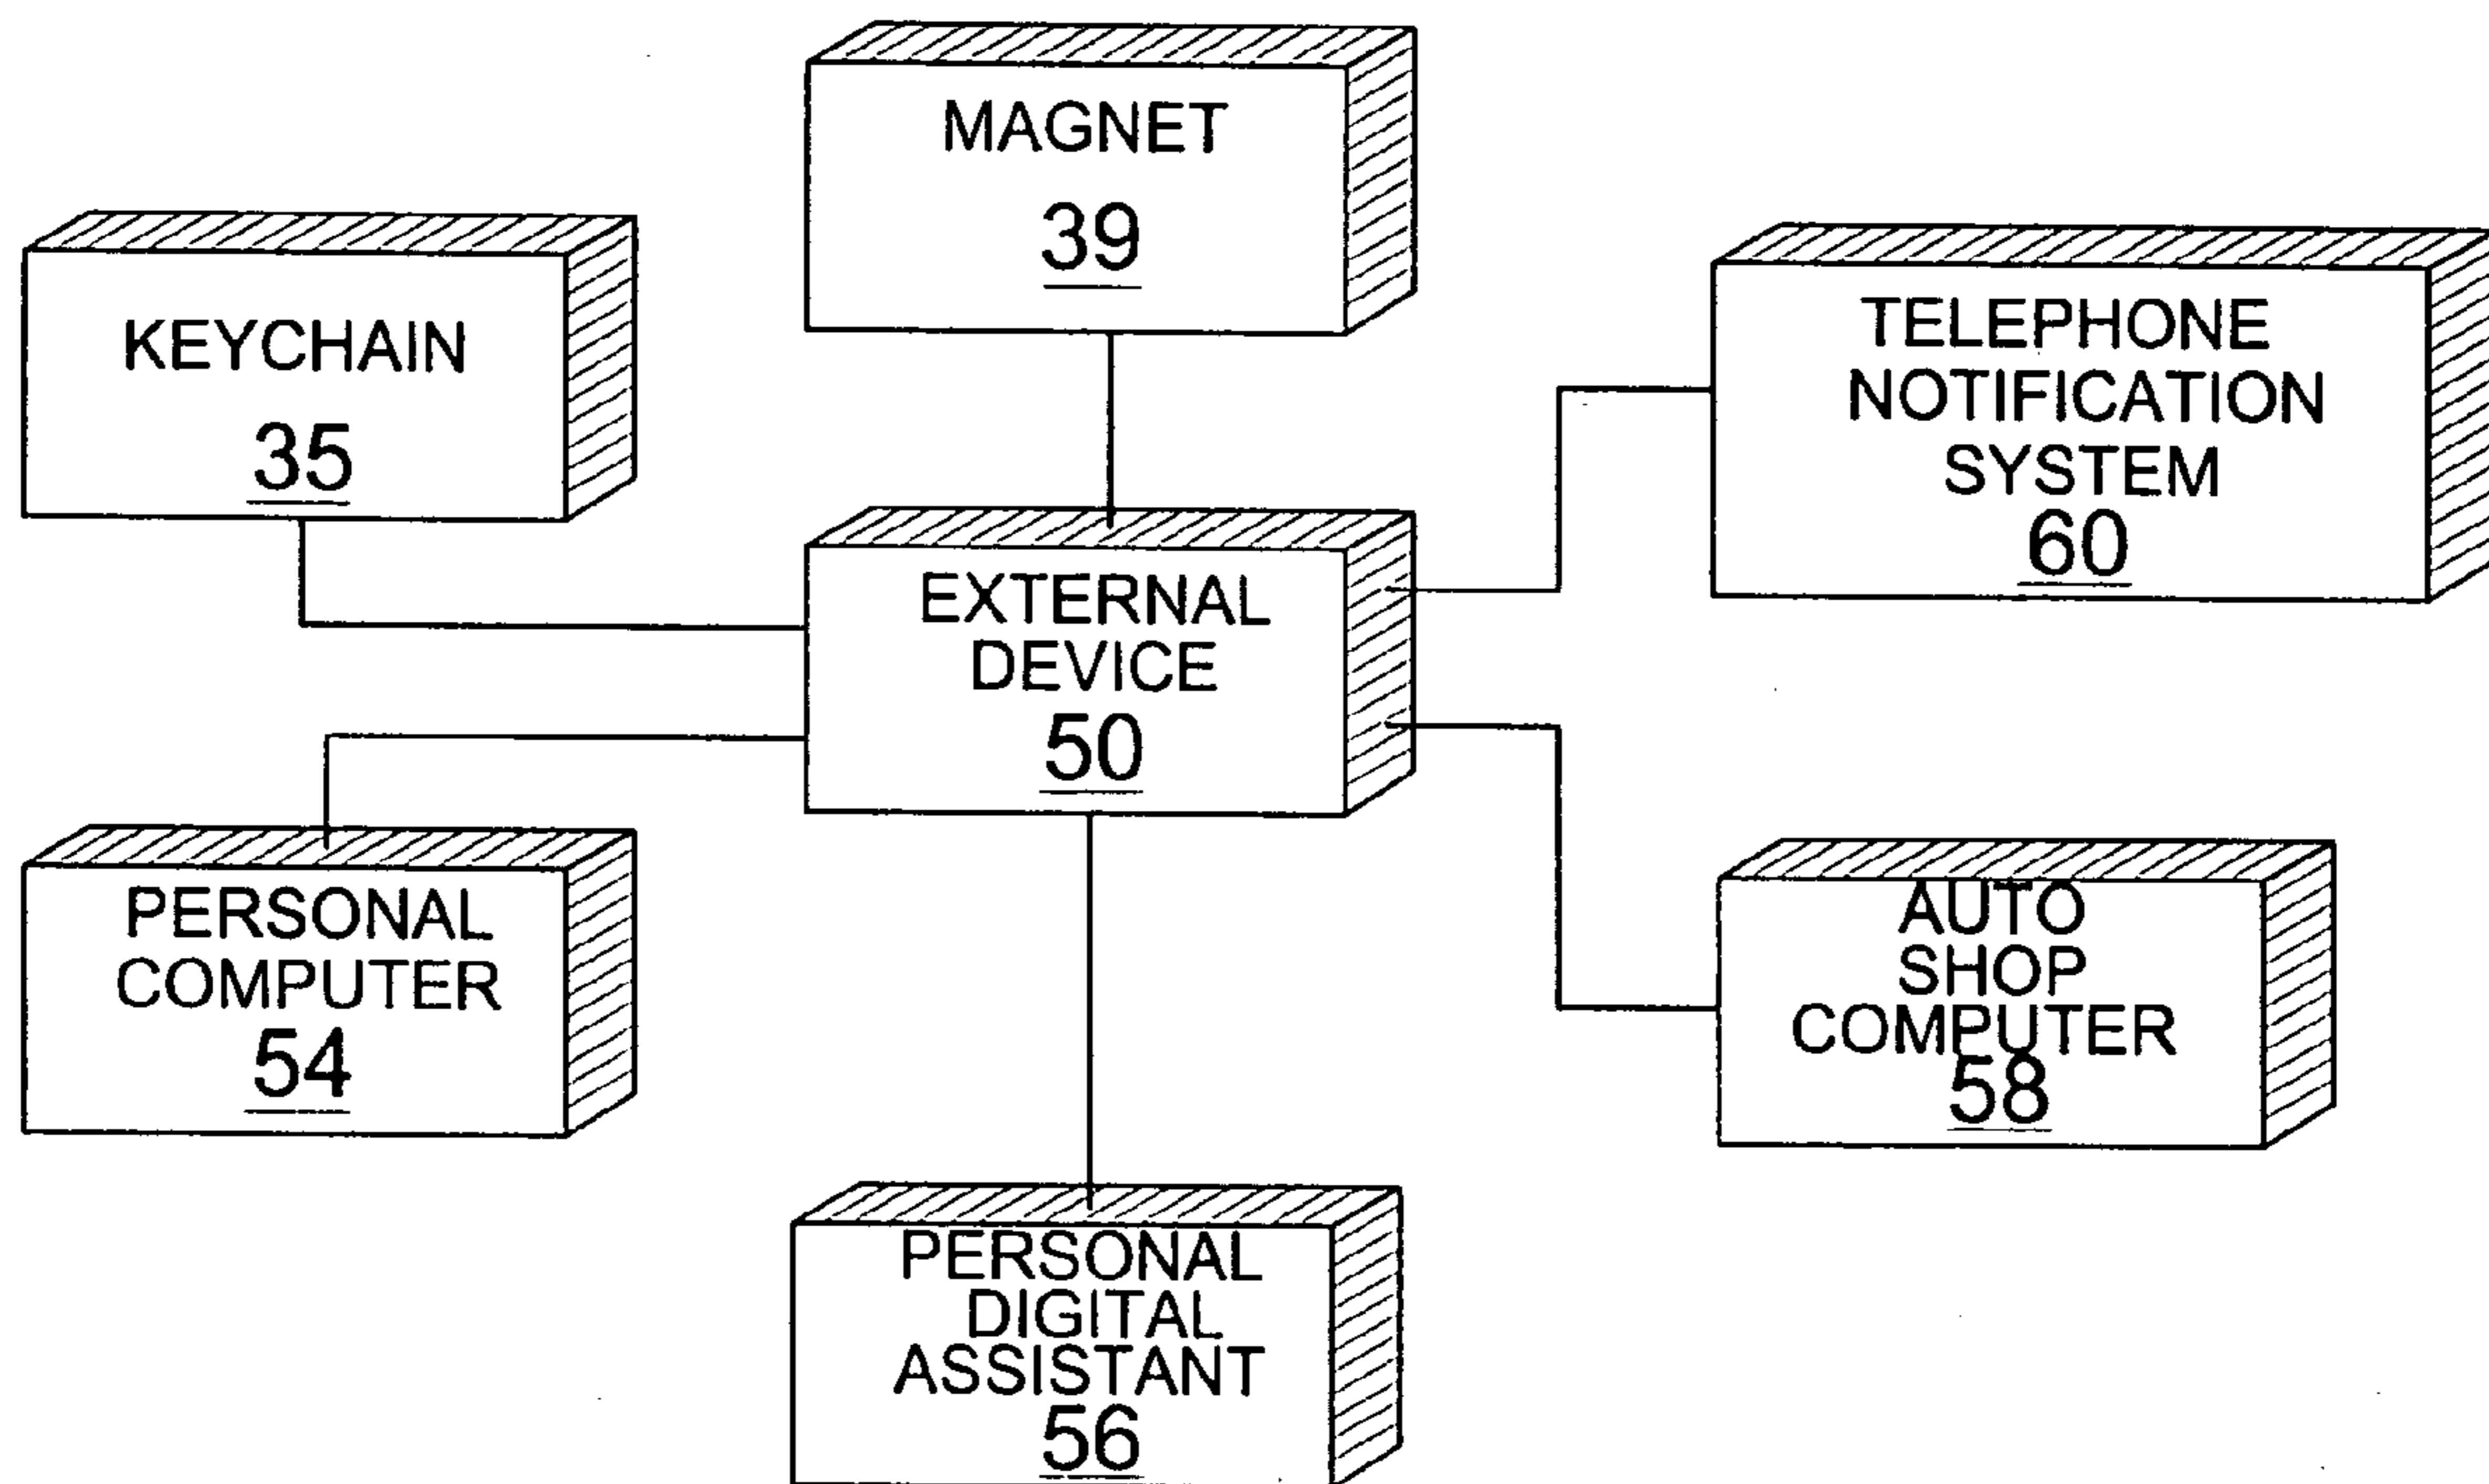 MAGNET
39
KEYCHAIN
35
TELEPHONE
NOTIFICATION
SYSTEM
60
EXTERNAL
DEVICE
50
PERSONAL
COMPUTER
54
AUTO
SHOP
COMPUTER
58
PERSONAL
DIGITAL
ASSISTANT
56